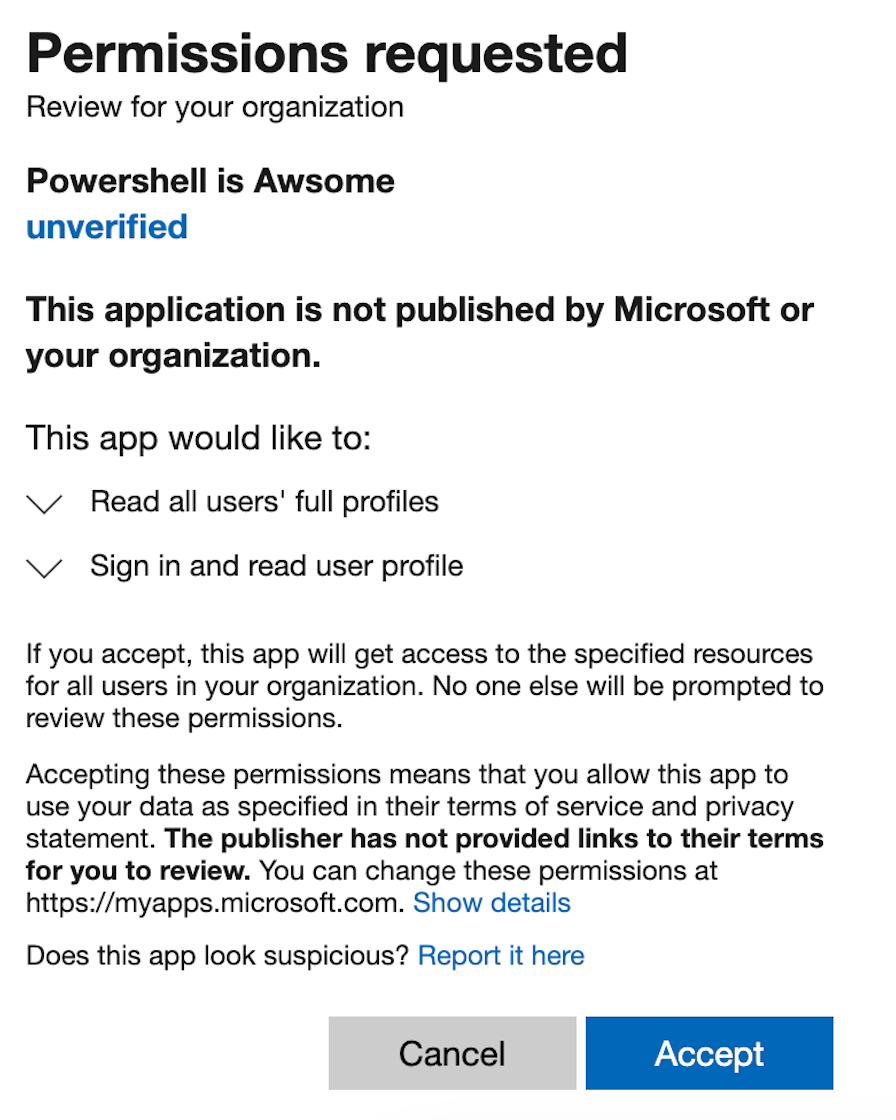 Permissions requested
Review for your organization
Powershell is Awsome
unverified
This application is not published by Microsoft or
your organization.
This app would like to:
Read all users' full profiles
Sign in and read user profile
If you accept, this app will get access to the specified resources
for all users in your organization. No one else will be prompted to
review these permissions.
Accepting these permissions means that you allow this app to
use your data as specified in their terms of service and privacy
statement. The publisher has not provided links to their terms
for you to review. You can change these permissions at
https://myapps.microsoft.com. Show details
Does this app look suspicious? Report it here
Cancel Accept